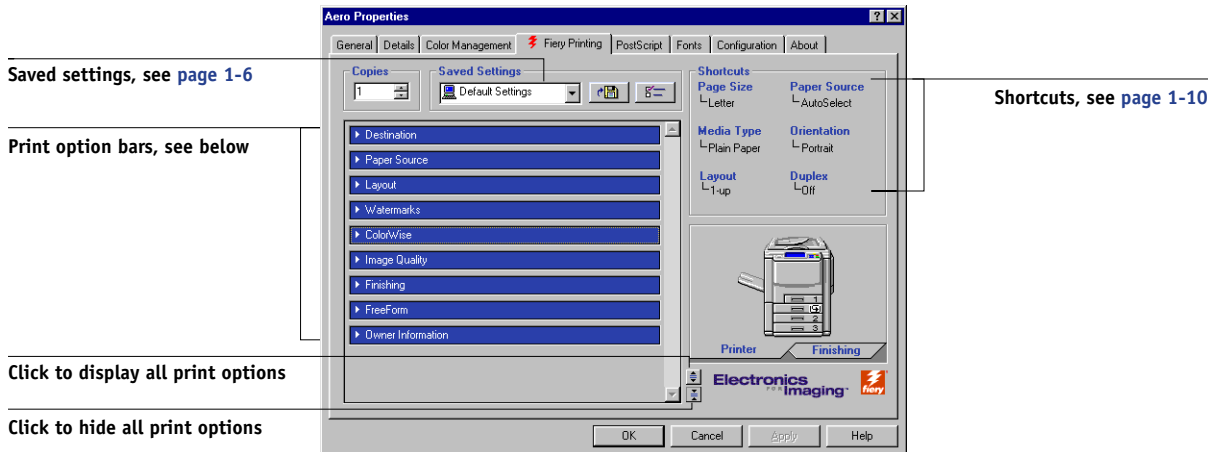 Aero Properties
General Details Color Management Fiery Printing PostScript Fonts Configuration About
Saved settings, see page 1-6
Print option bars, see below
Click to display all print options
Click to hide all print options
Copies
1
Saved Settings
Default Settings
Destination
Paper Source
Layout
Watermarks
ColorWise
Image Quality
Finishing
FreeForm
Owner Information
Shortcuts
Page Size
Letter
Paper Source
AutoSelect
Media Type
Plain Paper
Orientation
Portrait
Layout
1-up
Duplex
Off
Shortcuts, see page 1-10
1
2
3
Printer
Finishing
Electronics
FOR Imaging
fiery
OK Cancel Apply Help